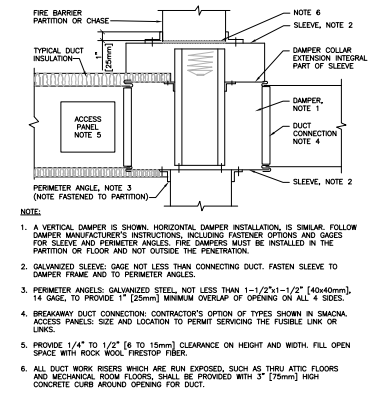 FIRE BARRIER
PARTITION OR CHASE
NOTE 6
SLEEVE, NOTE 2
1"
[25mm]
TYPICAL DUCT
INSULATION
DAMPER COLLAR
EXTENSION INTEGRAL
PART OF SLEEVE
DAMPER,
NOTE 1
ACCESS
PANEL
NOTE 5
DUCT
CONNECTION
NOTE 4
SLEEVE, NOTE 2
PERIMETER ANGLE, NOTE 3
(NOTE FASTENED TO PARTITION)
NOTE:
1. A VERTICAL DAMPER IS SHOWN. HORIZONTAL DAMPER INSTALLATION, IS SIMILAR. FOLLOW
DAMPER MANUFACTURER'S INSTRUCTIONS, INCLUDING FASTENER OPTIONS AND GAGES
FOR SLEEVE AND PERIMETER ANGLES. FIRE DAMPERS MUST BE INSTALLED IN THE
PARTITION OR FLOOR AND NOT OUTSIDE THE PENETRATION.
2. GALVANIZED SLEEVE: GAGE NOT LESS THAN CONNECTING DUCT. FASTEN SLEEVE TO
DAMPER FRAME AND TO PERIMETER ANGLES.
3. PERIMETER ANGELS: GALVANIZED STEEL, NOT LESS THAN 1-1/2"x1-1/2" [40x40mm],
14 GAGE, TO PROVIDE 1" [25mm] MINIMUM OVERLAP OF OPENING ON ALL 4 SIDES.
4. BREAKAWAY DUCT CONNECTION: CONTRACTOR'S OPTION OF TYPES SHOWN IN SMACNA.
ACCESS PANELS: SIZE AND LOCATION TO PERMIT SERVICING THE FUSIBLE LINK OR
LINKS.
5. PROVIDE 1/4" TO 1/2" [6 TO 15mm] CLEARANCE ON HEIGHT AND WIDTH. FILL OPEN
SPACE WITH ROCK WOOL FIRESTOP FIBER.
6. ALL DUCT WORK RISERS WHICH ARE RUN EXPOSED, SUCH AS THRU ATTIC FLOORS
AND MECHANICAL ROOM FLOORS, SHALL BE PROVIDED WITH 3" [75mm] HIGH
CONCRETE CURB AROUND OPENING FOR DUCT.